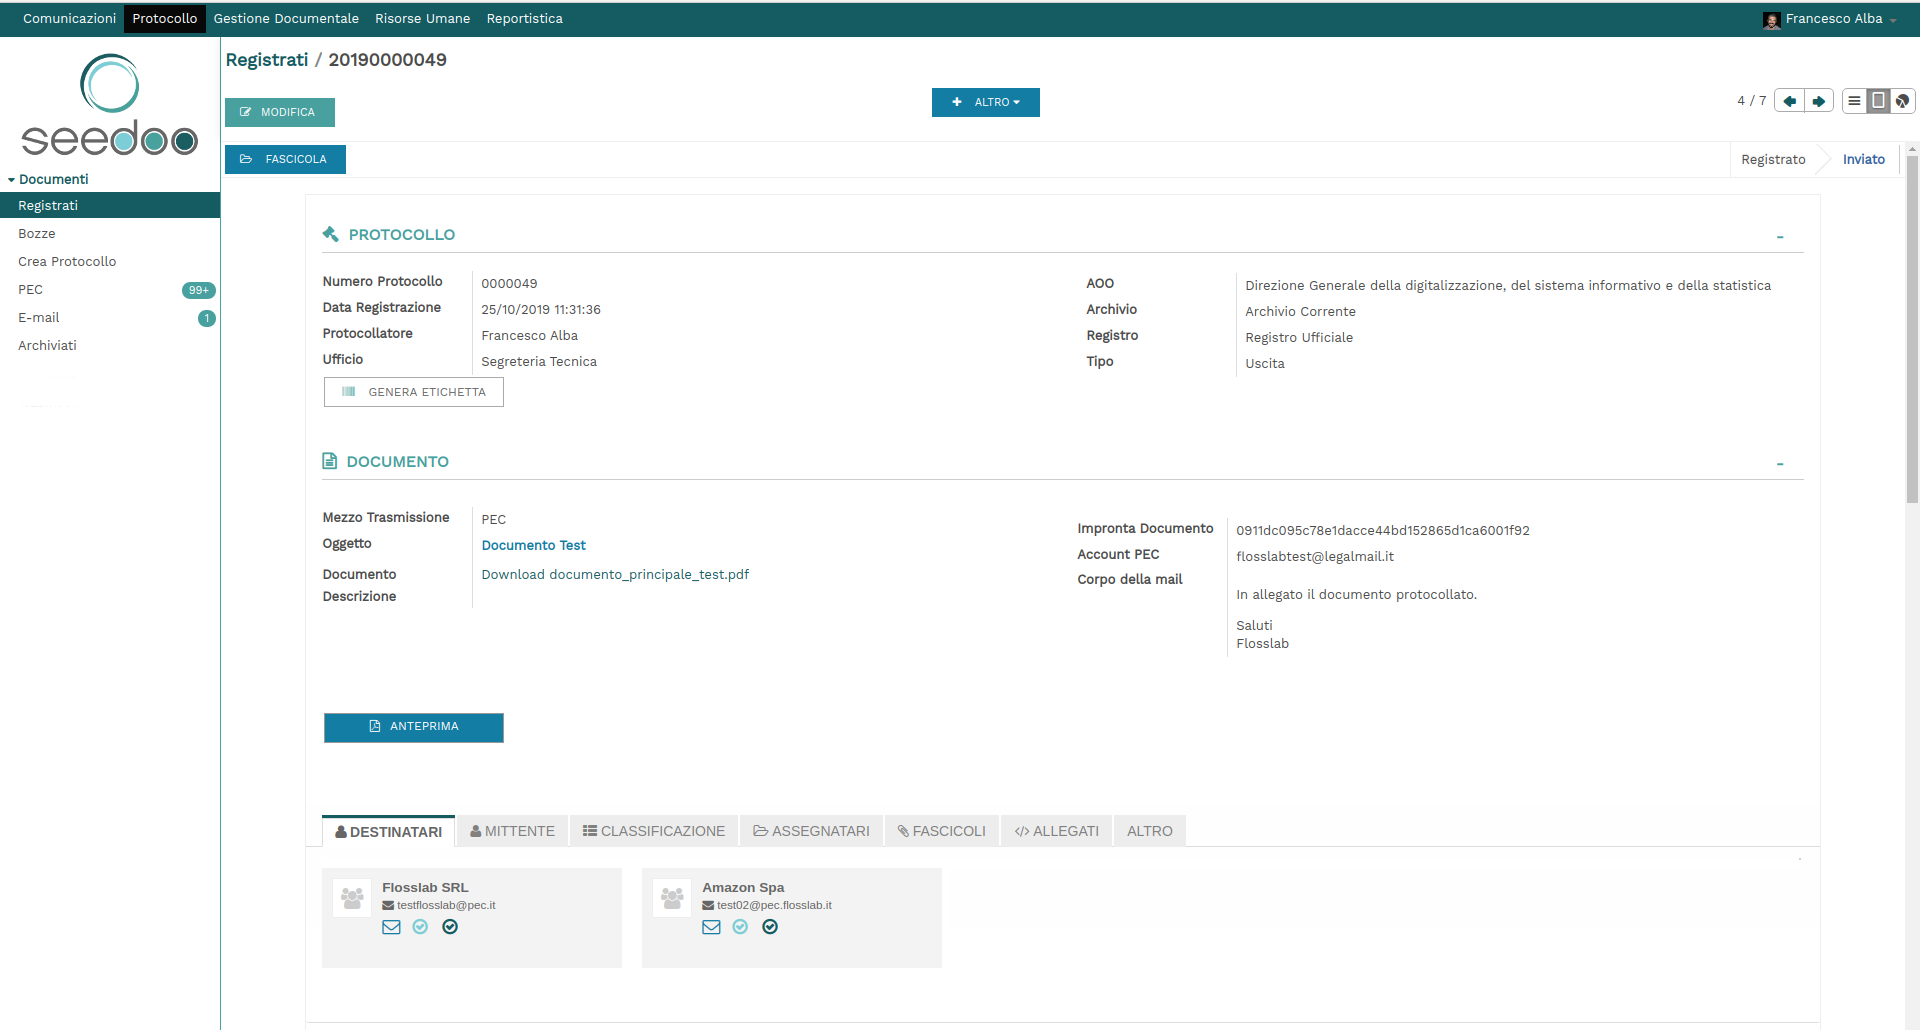 Comunicazioni Protocollo Gestione Documentale Risorse Umane Reportistica Francesco Alba
seedoo
Documenti
Registrati
Bozze
Crea Protocollo
PEC 99+
E-mail 1
Archiviati
Registrati / 20190000049
MODIFICA
ALTRO
4 / 7
FASCICOLA
Registrato Inviato
PROTOCOLLO -
Numero Protocollo 0000049
Data Registrazione 25/10/2019 11:31:36
Protocollatore Francesco Alba
Ufficio Segreteria Tecnica
GENERA ETICHETTA
AOO Direzione Generale della digitalizzazione, del sistema informativo e della statistica
Archivio Archivio Corrente
Registro Registro Ufficiale
Tipo Uscita
DOCUMENTO -
Mezzo Trasmissione PEC
Oggetto Documento Test
Documento Download documento_principale_test.pdf
Descrizione
Impronta Documento 0911dc095c78e1dacce44bd152865d1ca6001f92
Account PEC flosslabtest@legalmail.it
Corpo della mail
In allegato il documento protocollato.
Saluti
Flosslab
ANTEPRIMA
DESTINATARI MITTENTE CLASSIFICAZIONE ASSEGNATARI FASCICOLI ALLEGATI ALTRO
Flosslab SRL
testflosslab@pec.it
Amazon Spa
test02@pec.flosslab.it